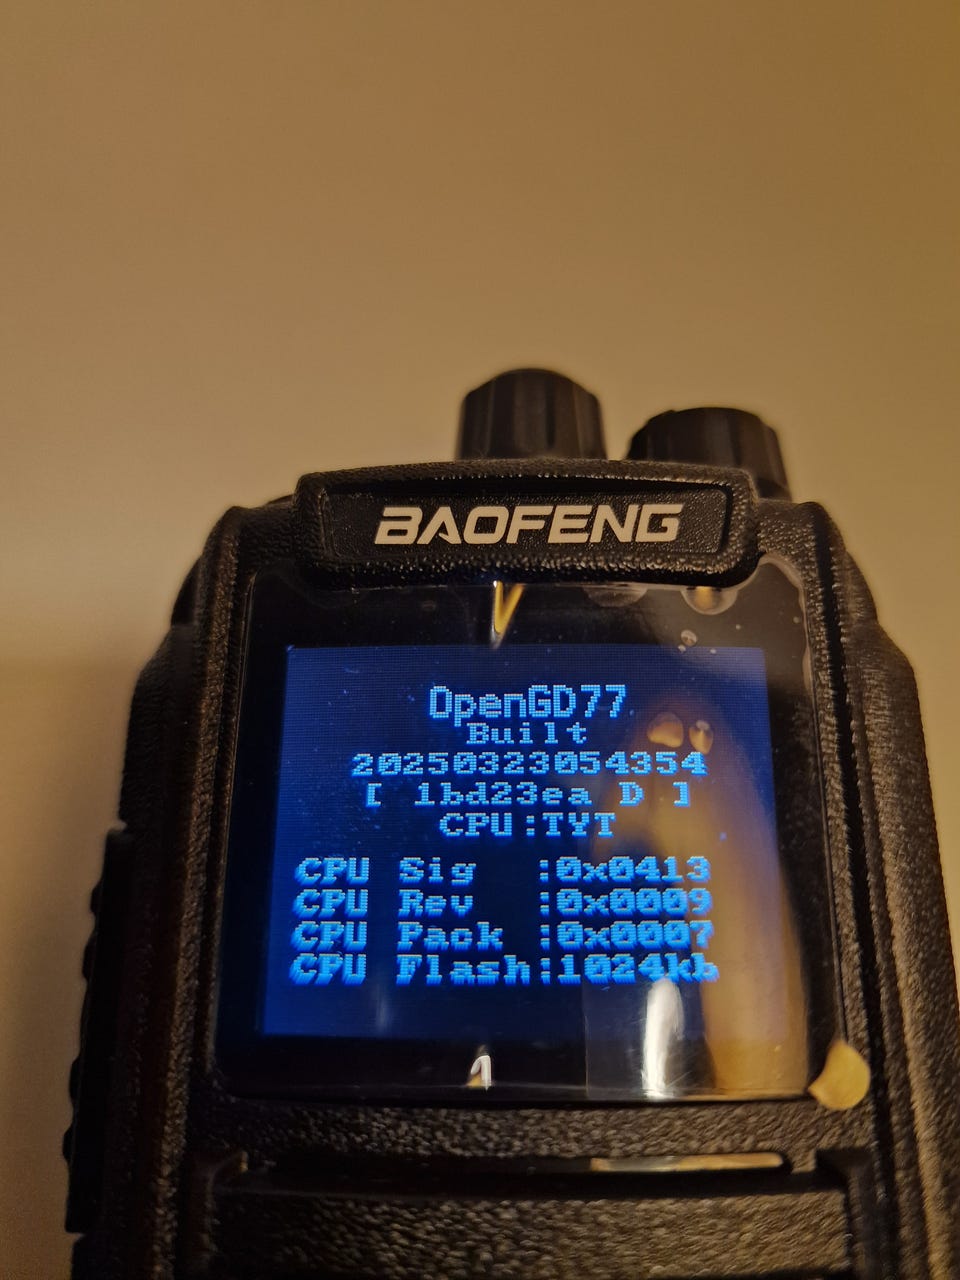 BAOFENG
OpenGD77
Built
20250323054354
[ 1bd23ea D ]
CPU:TYT
CPU Sig :0x0413
CPU Rev :0x0009
CPU Pack :0x0007
CPU Flash:1024kb